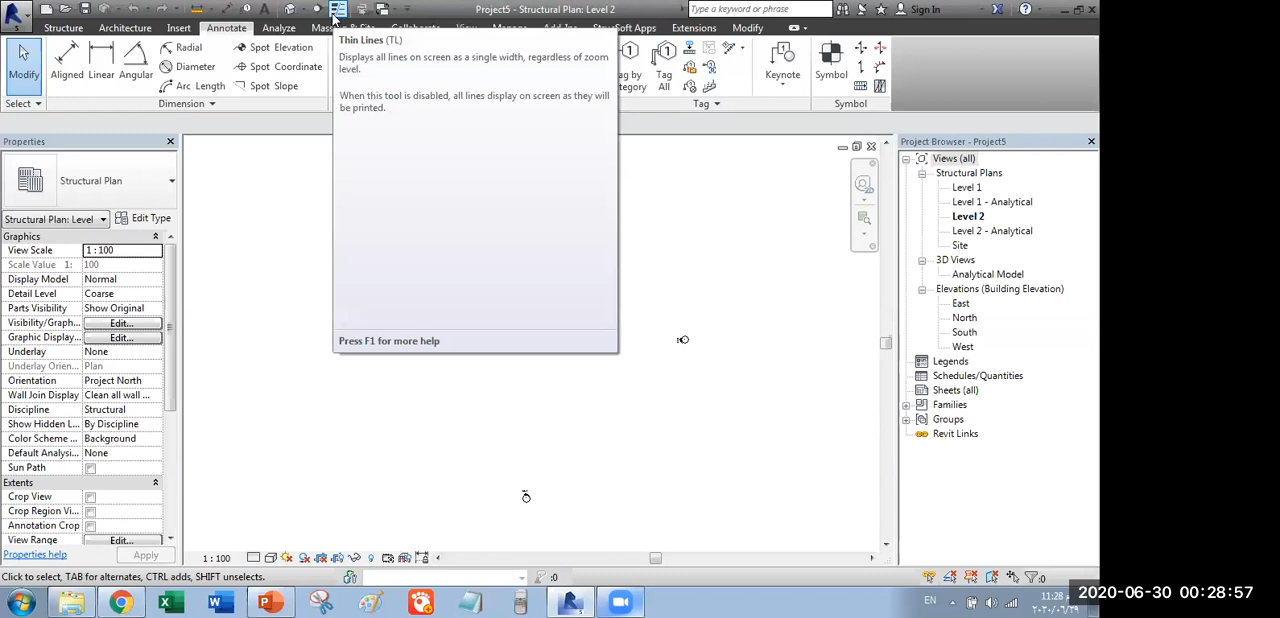 Project5 - Structural Plan: Level 2
Type a keyword or phrase
Sign In
Structure
Architecture
Insert
Annotate
Analyze
Extensions
Modify
Modify
Select
Aligned
Linear
Angular
Radial
Diameter
Arc Length
Spot Elevation
Spot Coordinate
Spot Slope
Dimension
Tag All
Keynote
Symbol
Tag
Symbol
Thin Lines (TL)
Displays all lines on screen as a single width, regardless of zoom
level.
When this tool is disabled, all lines display on screen as they will
be printed.
Press F1 for more help
Properties
Structural Plan
Structural Plan: Level
Edit Type
Graphics
View Scale 1 : 100
Scale Value 1: 100
Display Model Normal
Detail Level Coarse
Parts Visibility Show Original
Visibility/Graph... Edit...
Graphic Display... Edit...
Underlay None
Underlay Orien... Plan
Orientation Project North
Wall Join Display Clean all wall ...
Discipline Structural
Show Hidden L... By Discipline
Color Scheme ... Background
Default Analysi... None
Sun Path
Extents
Crop View
Crop Region Vi...
Annotation Crop
View Range Edit...
Properties help Apply
Project Browser - Project5
Views (all)
Structural Plans
Level 1
Level 1 - Analytical
Level 2
Level 2 - Analytical
Site
3D Views
Analytical Model
Elevations (Building Elevation)
East
North
South
West
Legends
Schedules/Quantities
Sheets (all)
Families
Groups
Revit Links
1 : 100
Click to select, TAB for alternates, CTRL adds, SHIFT unselects.
:0
:0
EN
11:28
2020-06-30 00:28:57
٢٠٢٠/٠٦/٢٩